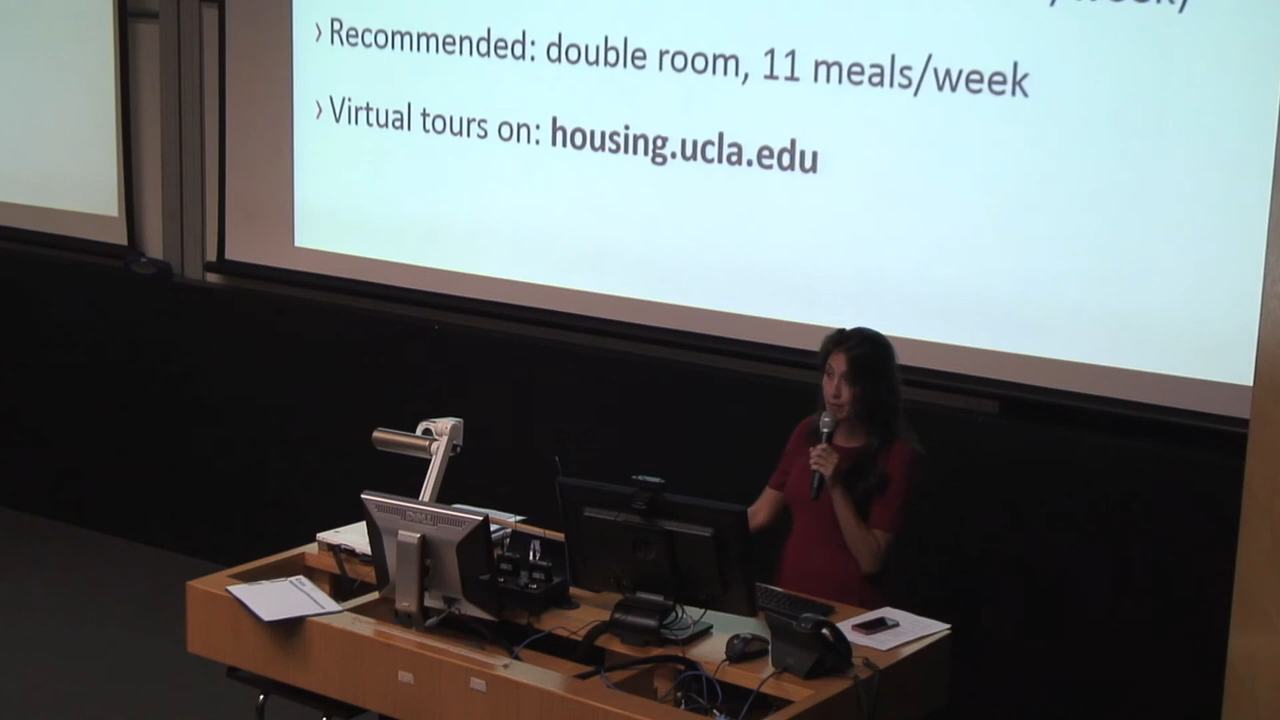 › Recommended: double room, 11 meals/week
› Virtual tours on: housing.ucla.edu